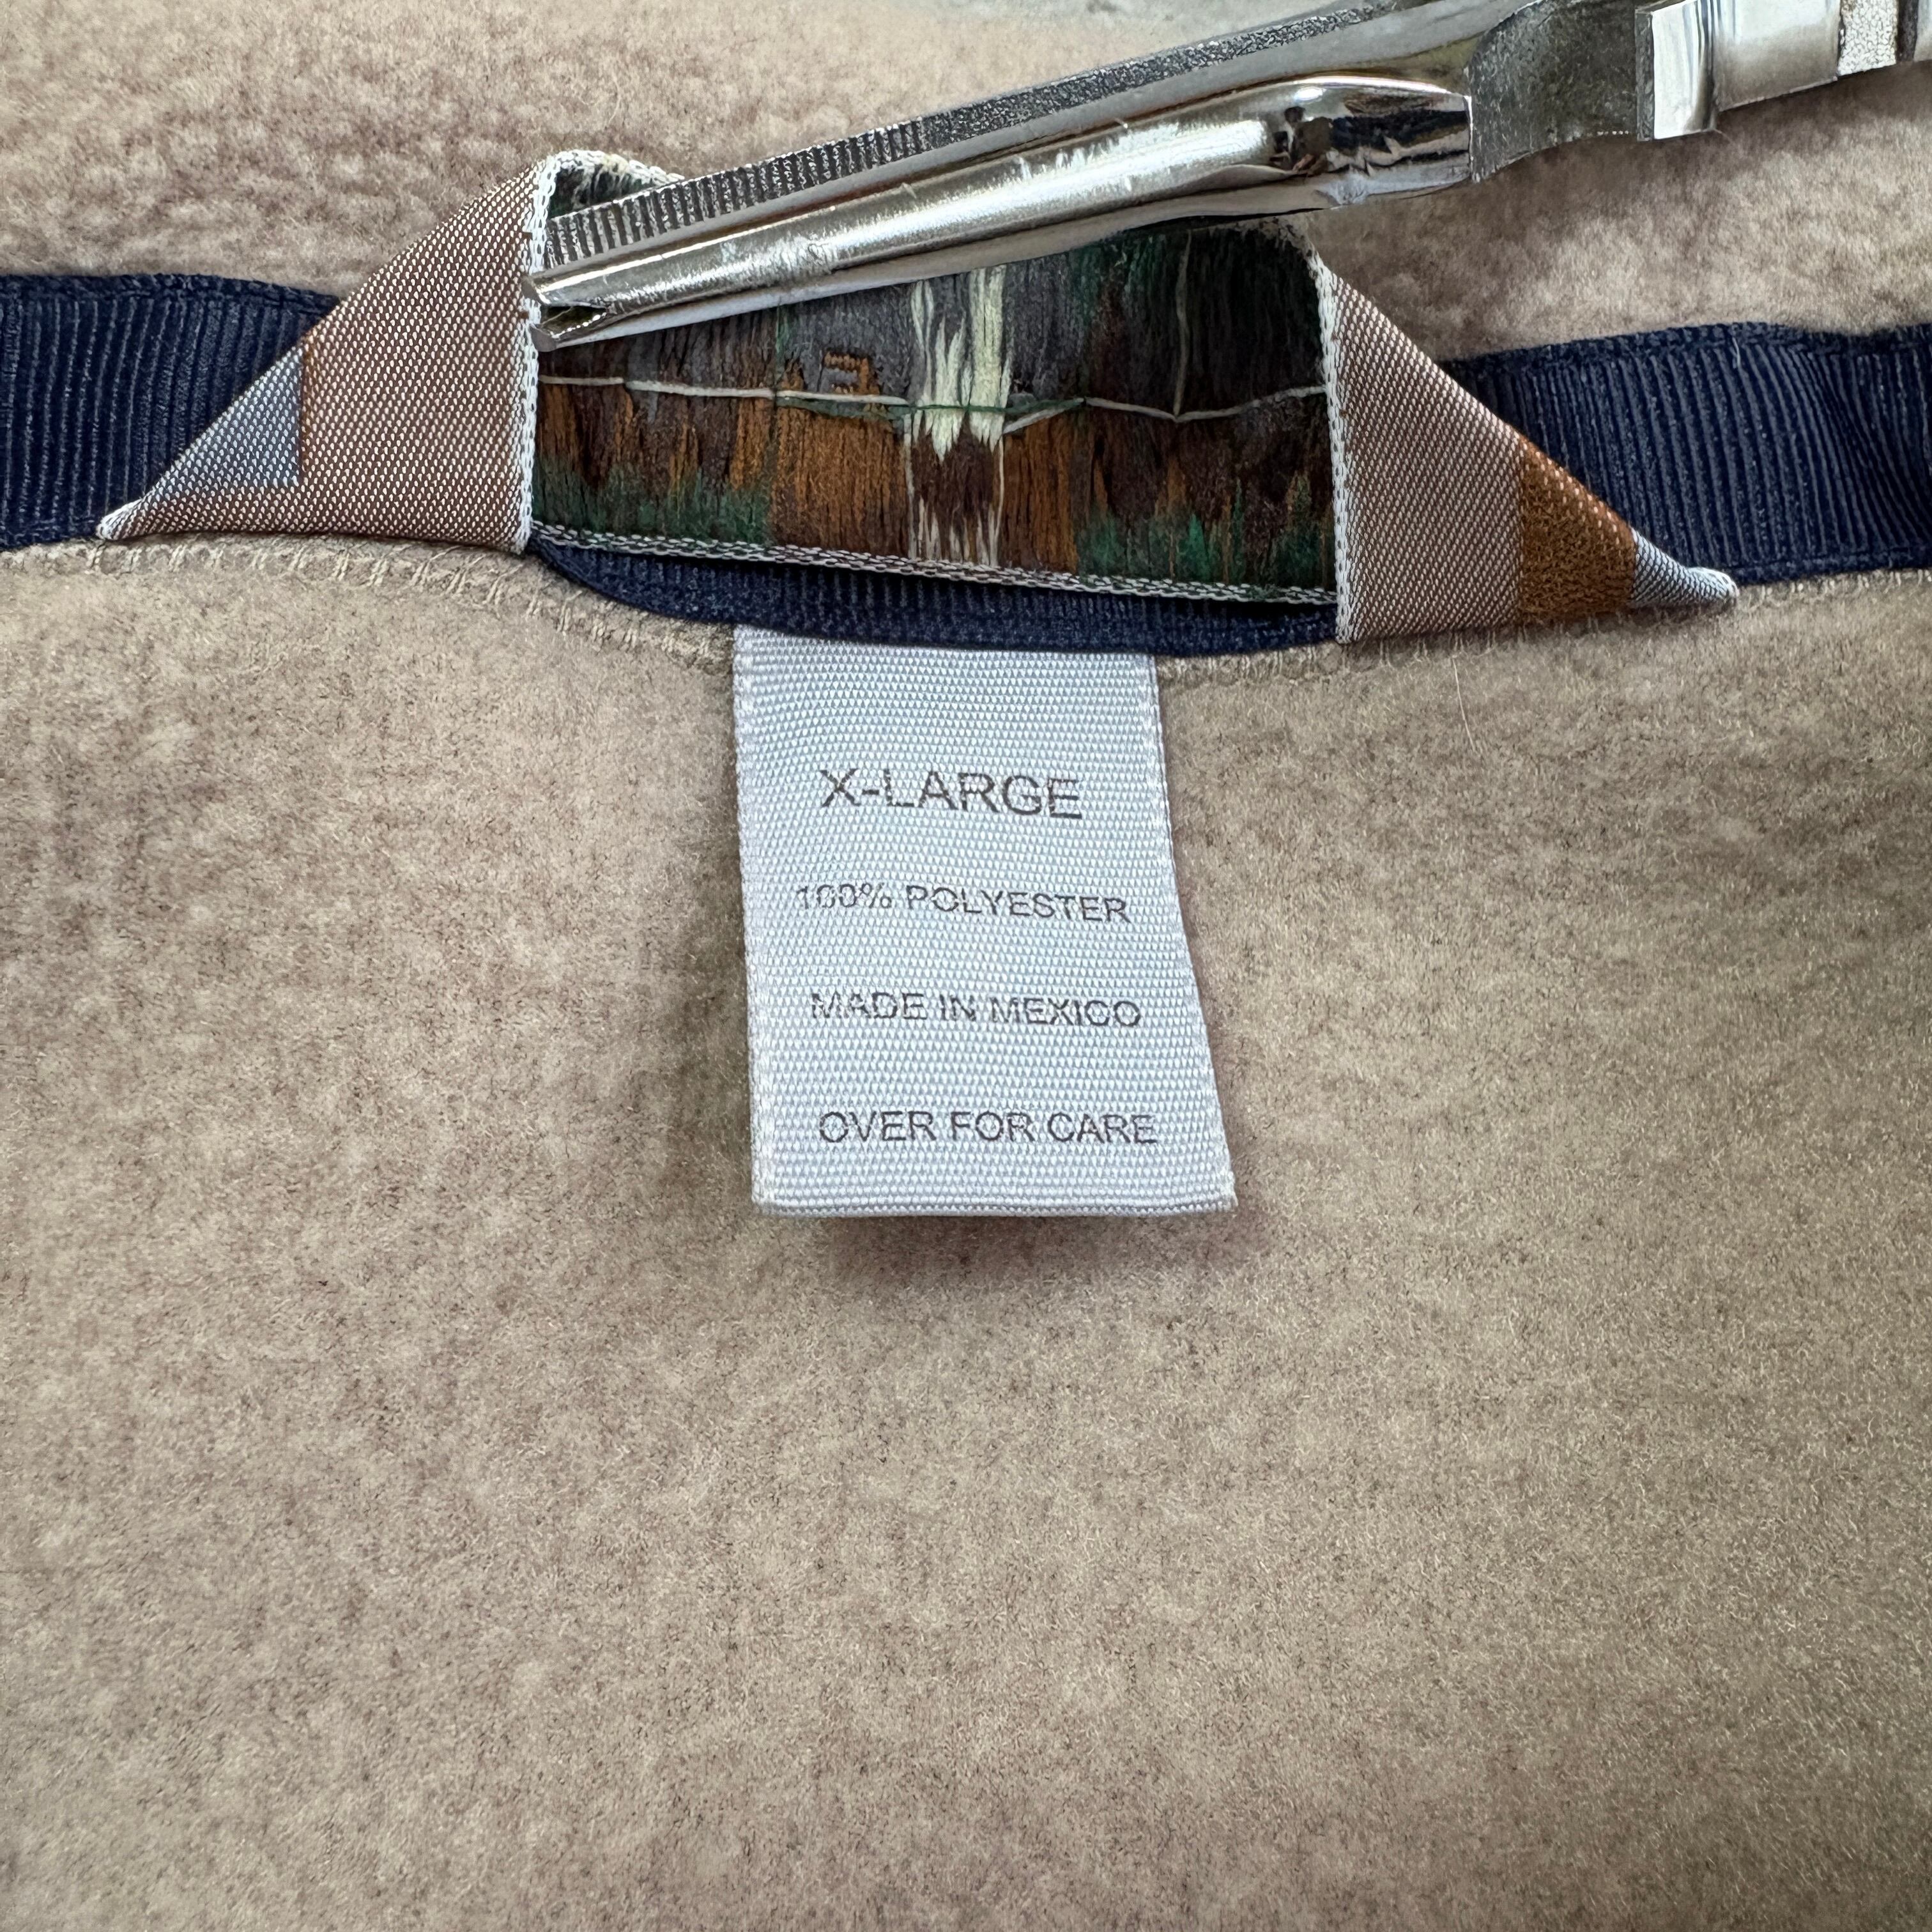 X-LARGE
100% POLYESTER
MADE IN MEXICO
OVER FOR CARE